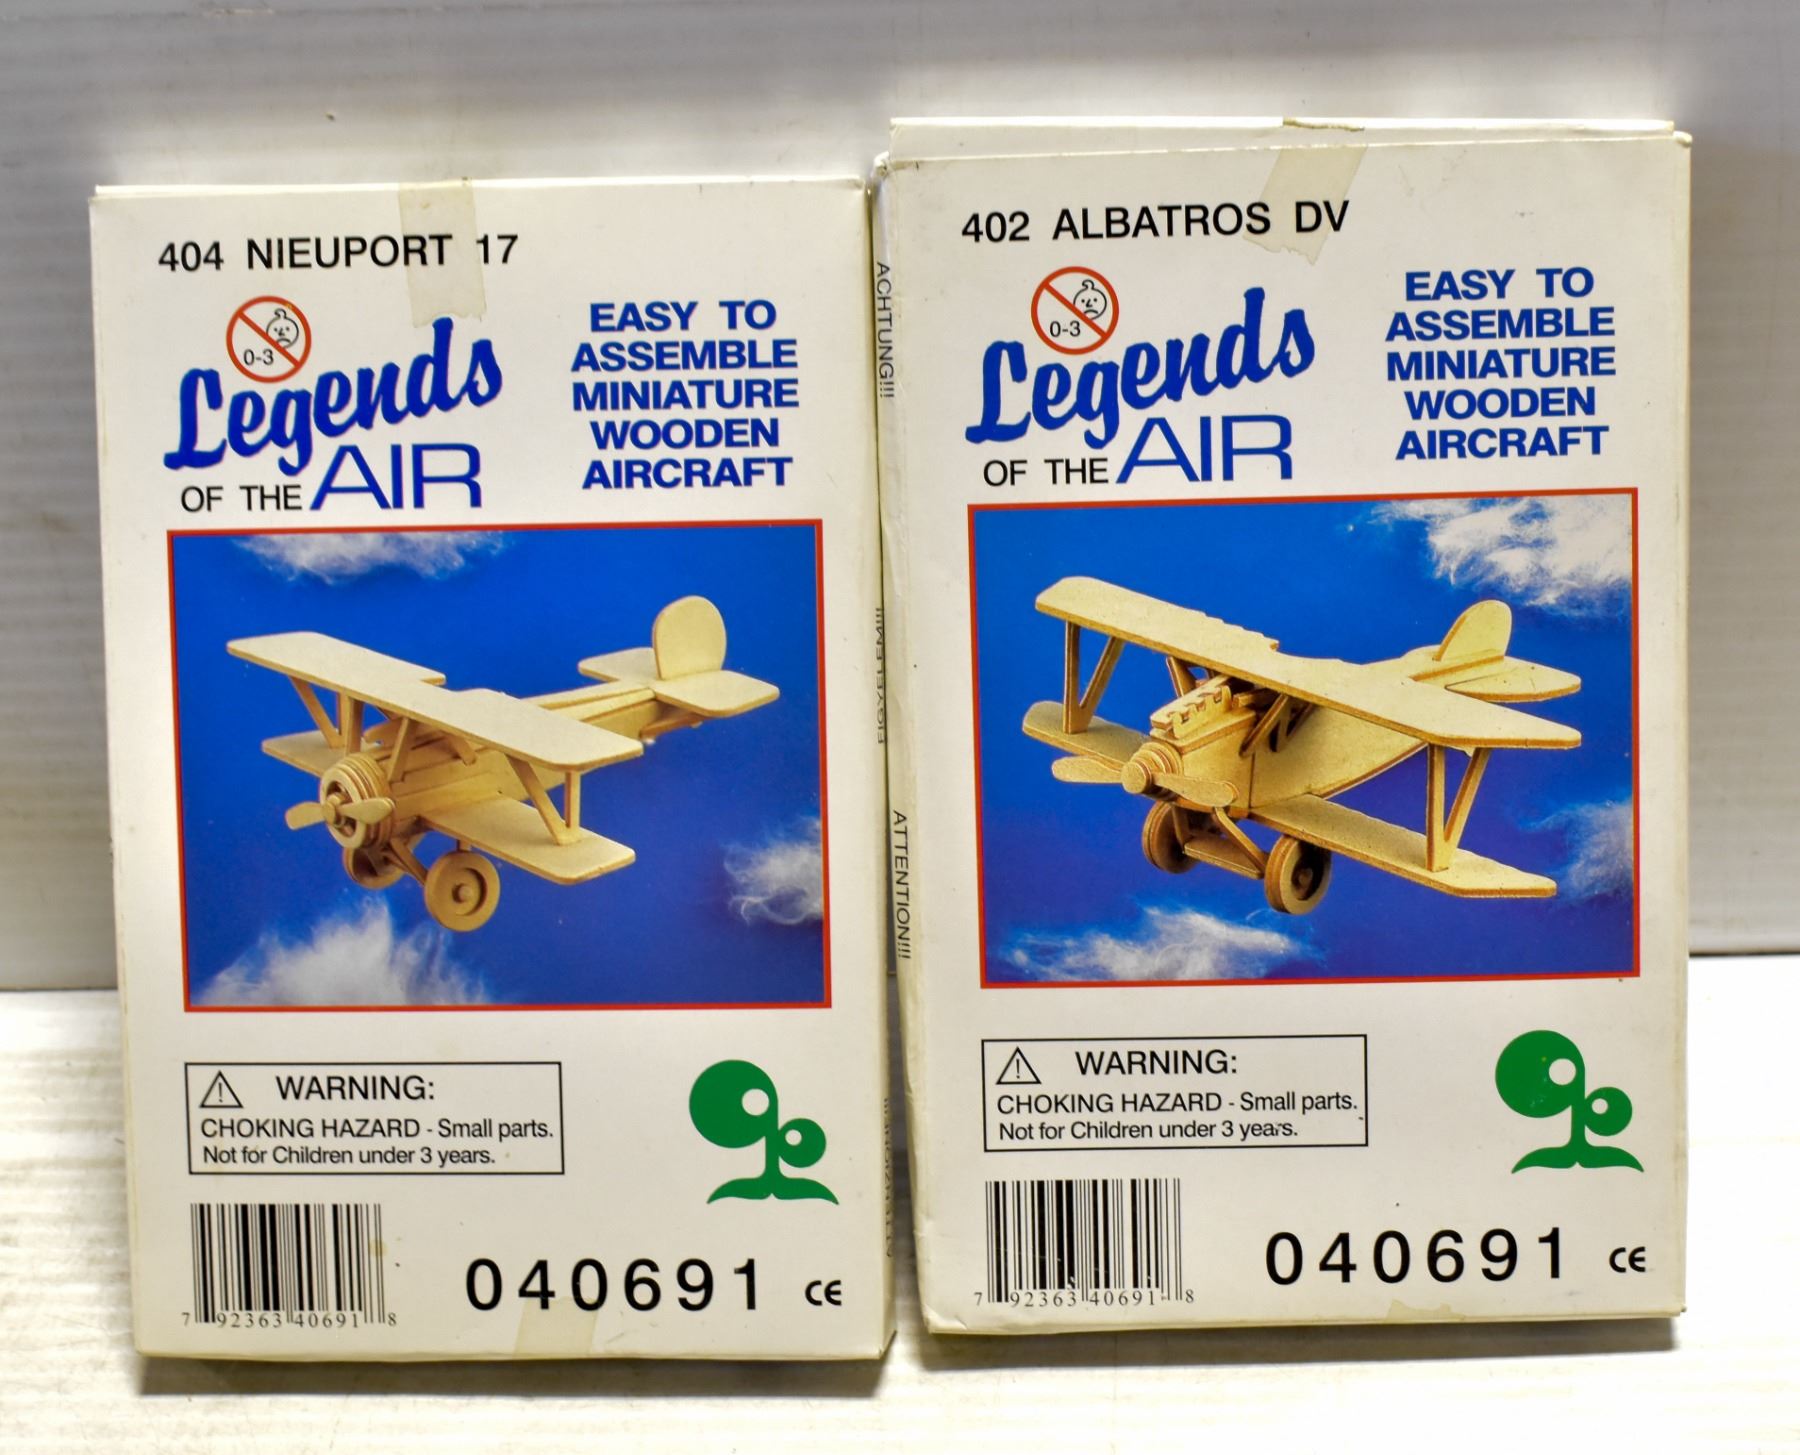 404 NIEUPORT 17
0-3
Legends
OF THE AIR
EASY TO
ASSEMBLE
MINIATURE
WOODEN
AIRCRAFT
WARNING:
CHOKING HAZARD - Small parts.
Not for Children under 3 years.
7 92363 40691 8
040691 CE
ACHTUNG!!!
ATTENTION!!!
402 ALBATROS DV
0-3
Legends
OF THE AIR
EASY TO
ASSEMBLE
MINIATURE
WOODEN
AIRCRAFT
WARNING:
CHOKING HAZARD - Small parts.
Not for Children under 3 years.
7 92363 40691 8
040691 CE